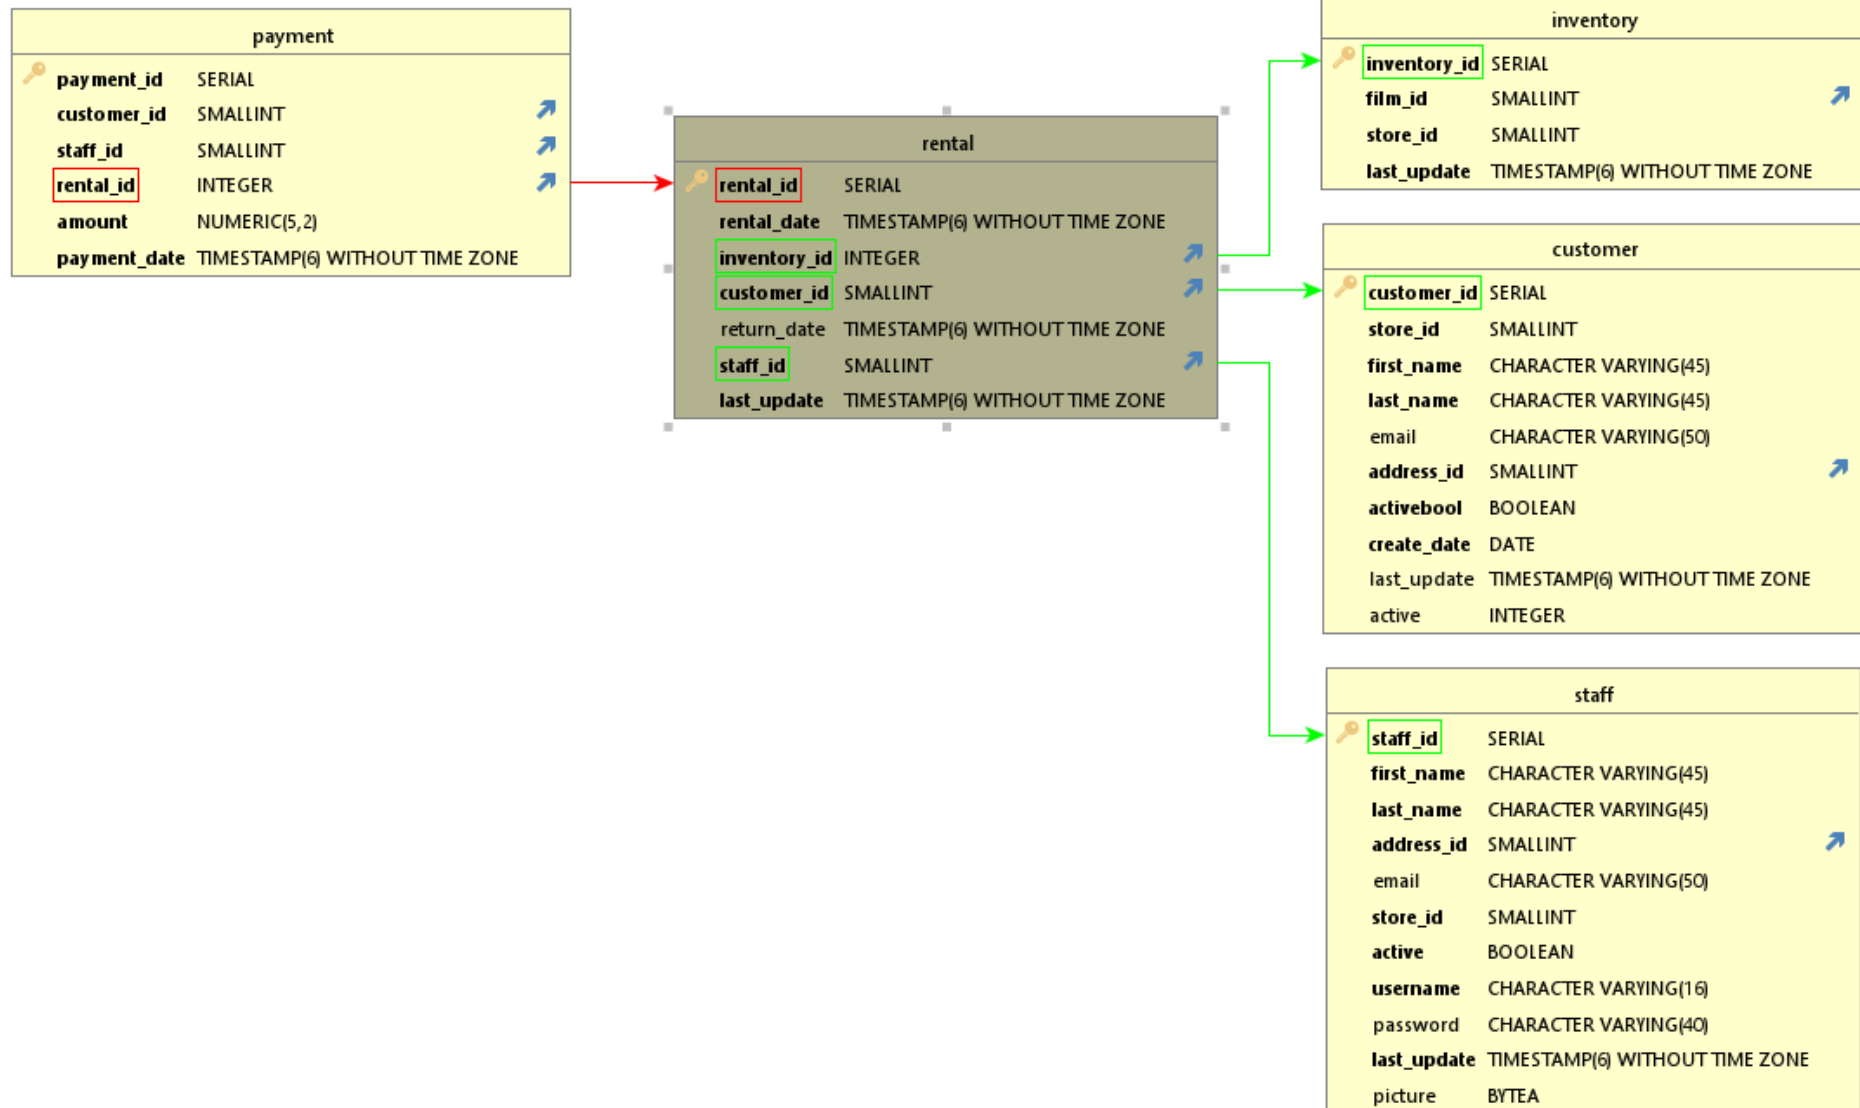 payment
payment_id SERIAL
customer_id SMALLINT
staff_id SMALLINT
rental_id INTEGER
amount NUMERIC(5,2)
payment_date TIMESTAMP(6) WITHOUT TIME ZONE
rental
rental_id SERIAL
rental_date TIMESTAMP(6) WITHOUT TIME ZONE
inventory_id INTEGER
customer_id SMALLINT
return_date TIMESTAMP(6) WITHOUT TIME ZONE
staff_id SMALLINT
last_update TIMESTAMP(6) WITHOUT TIME ZONE
inventory
inventory_id SERIAL
film_id SMALLINT
store_id SMALLINT
last_update TIMESTAMP(6) WITHOUT TIME ZONE
customer
customer_id SERIAL
store_id SMALLINT
first_name CHARACTER VARYING(45)
last_name CHARACTER VARYING(45)
email CHARACTER VARYING(50)
address_id SMALLINT
activebool BOOLEAN
create_date DATE
last_update TIMESTAMP(6) WITHOUT TIME ZONE
active INTEGER
staff
staff_id SERIAL
first_name CHARACTER VARYING(45)
last_name CHARACTER VARYING(45)
address_id SMALLINT
email CHARACTER VARYING(50)
store_id SMALLINT
active BOOLEAN
username CHARACTER VARYING(16)
password CHARACTER VARYING(40)
last_update TIMESTAMP(6) WITHOUT TIME ZONE
picture BYTEA